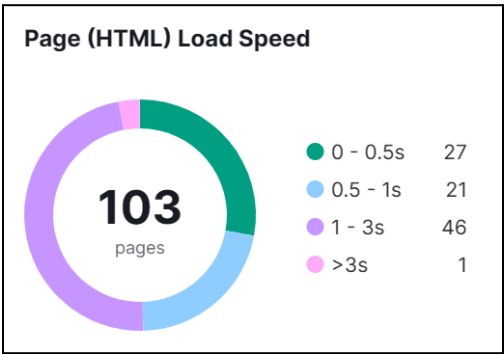 Page (HTML) Load Speed
103
pages
0 - 0.5s 27
0.5 - 1s 21
1 - 3s 46
>3s 1